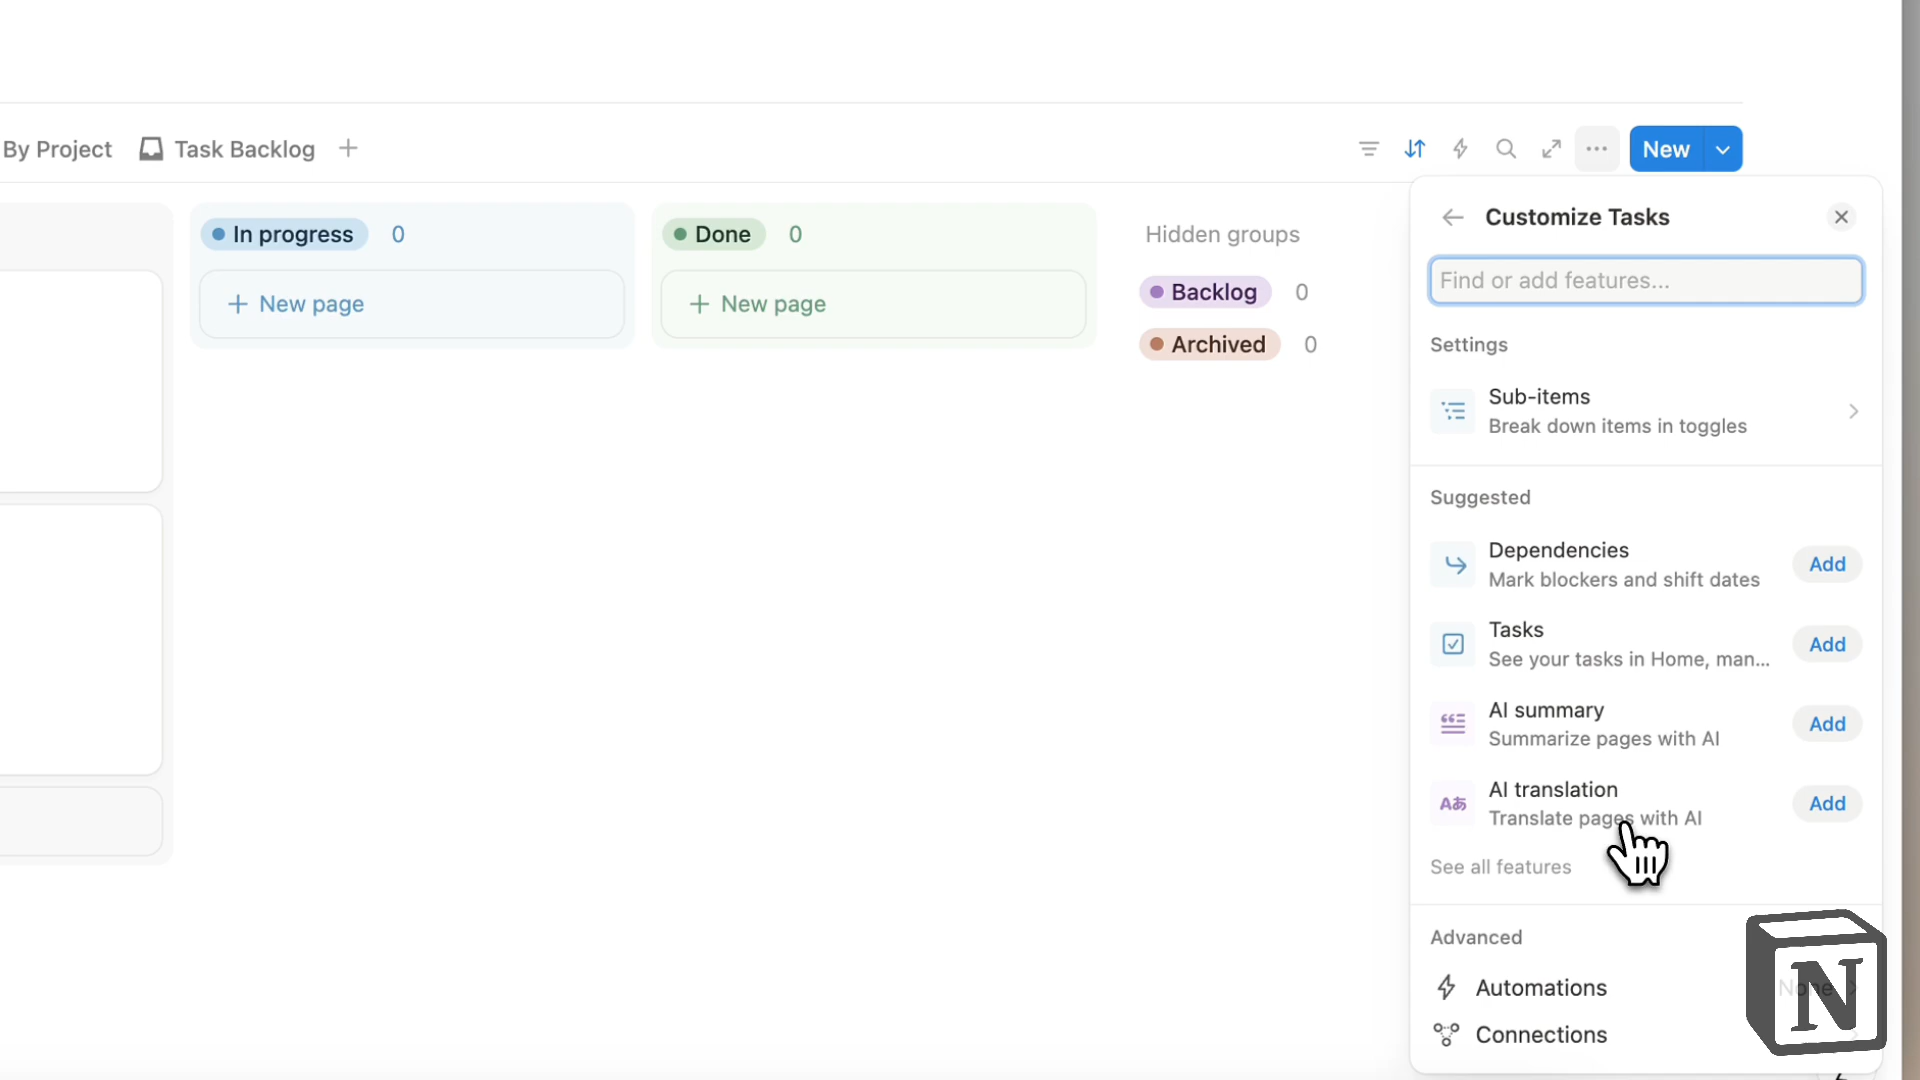 By Project
Task Backlog
New
In progress 0
New page
Done 0
New page
Hidden groups
Backlog 0
Archived 0
Customize Tasks
Find or add features...
Settings
Sub-items
Break down items in toggles
Suggested
Dependencies
Mark blockers and shift dates
Add
Tasks
See your tasks in Home, man...
Add
AI summary
Summarize pages with AI
Add
Aあ
AI translation
Translate pages with AI
Add
See all features
Advanced
Automations
None
Connections
N